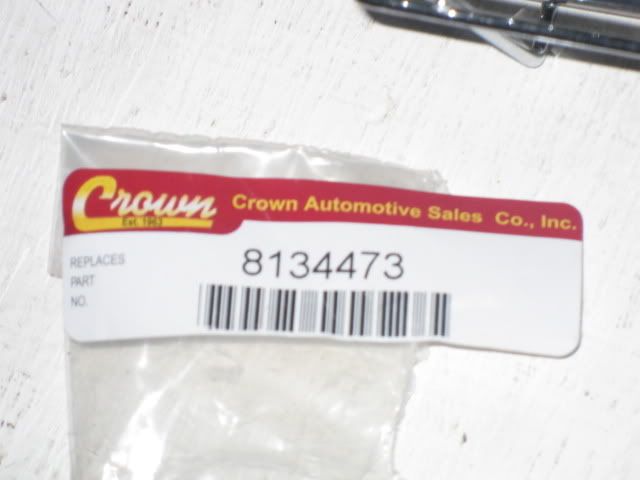 Crown
Est. 1963
Crown Automotive Sales Co., Inc.
REPLACES
PART
NO.
8134473